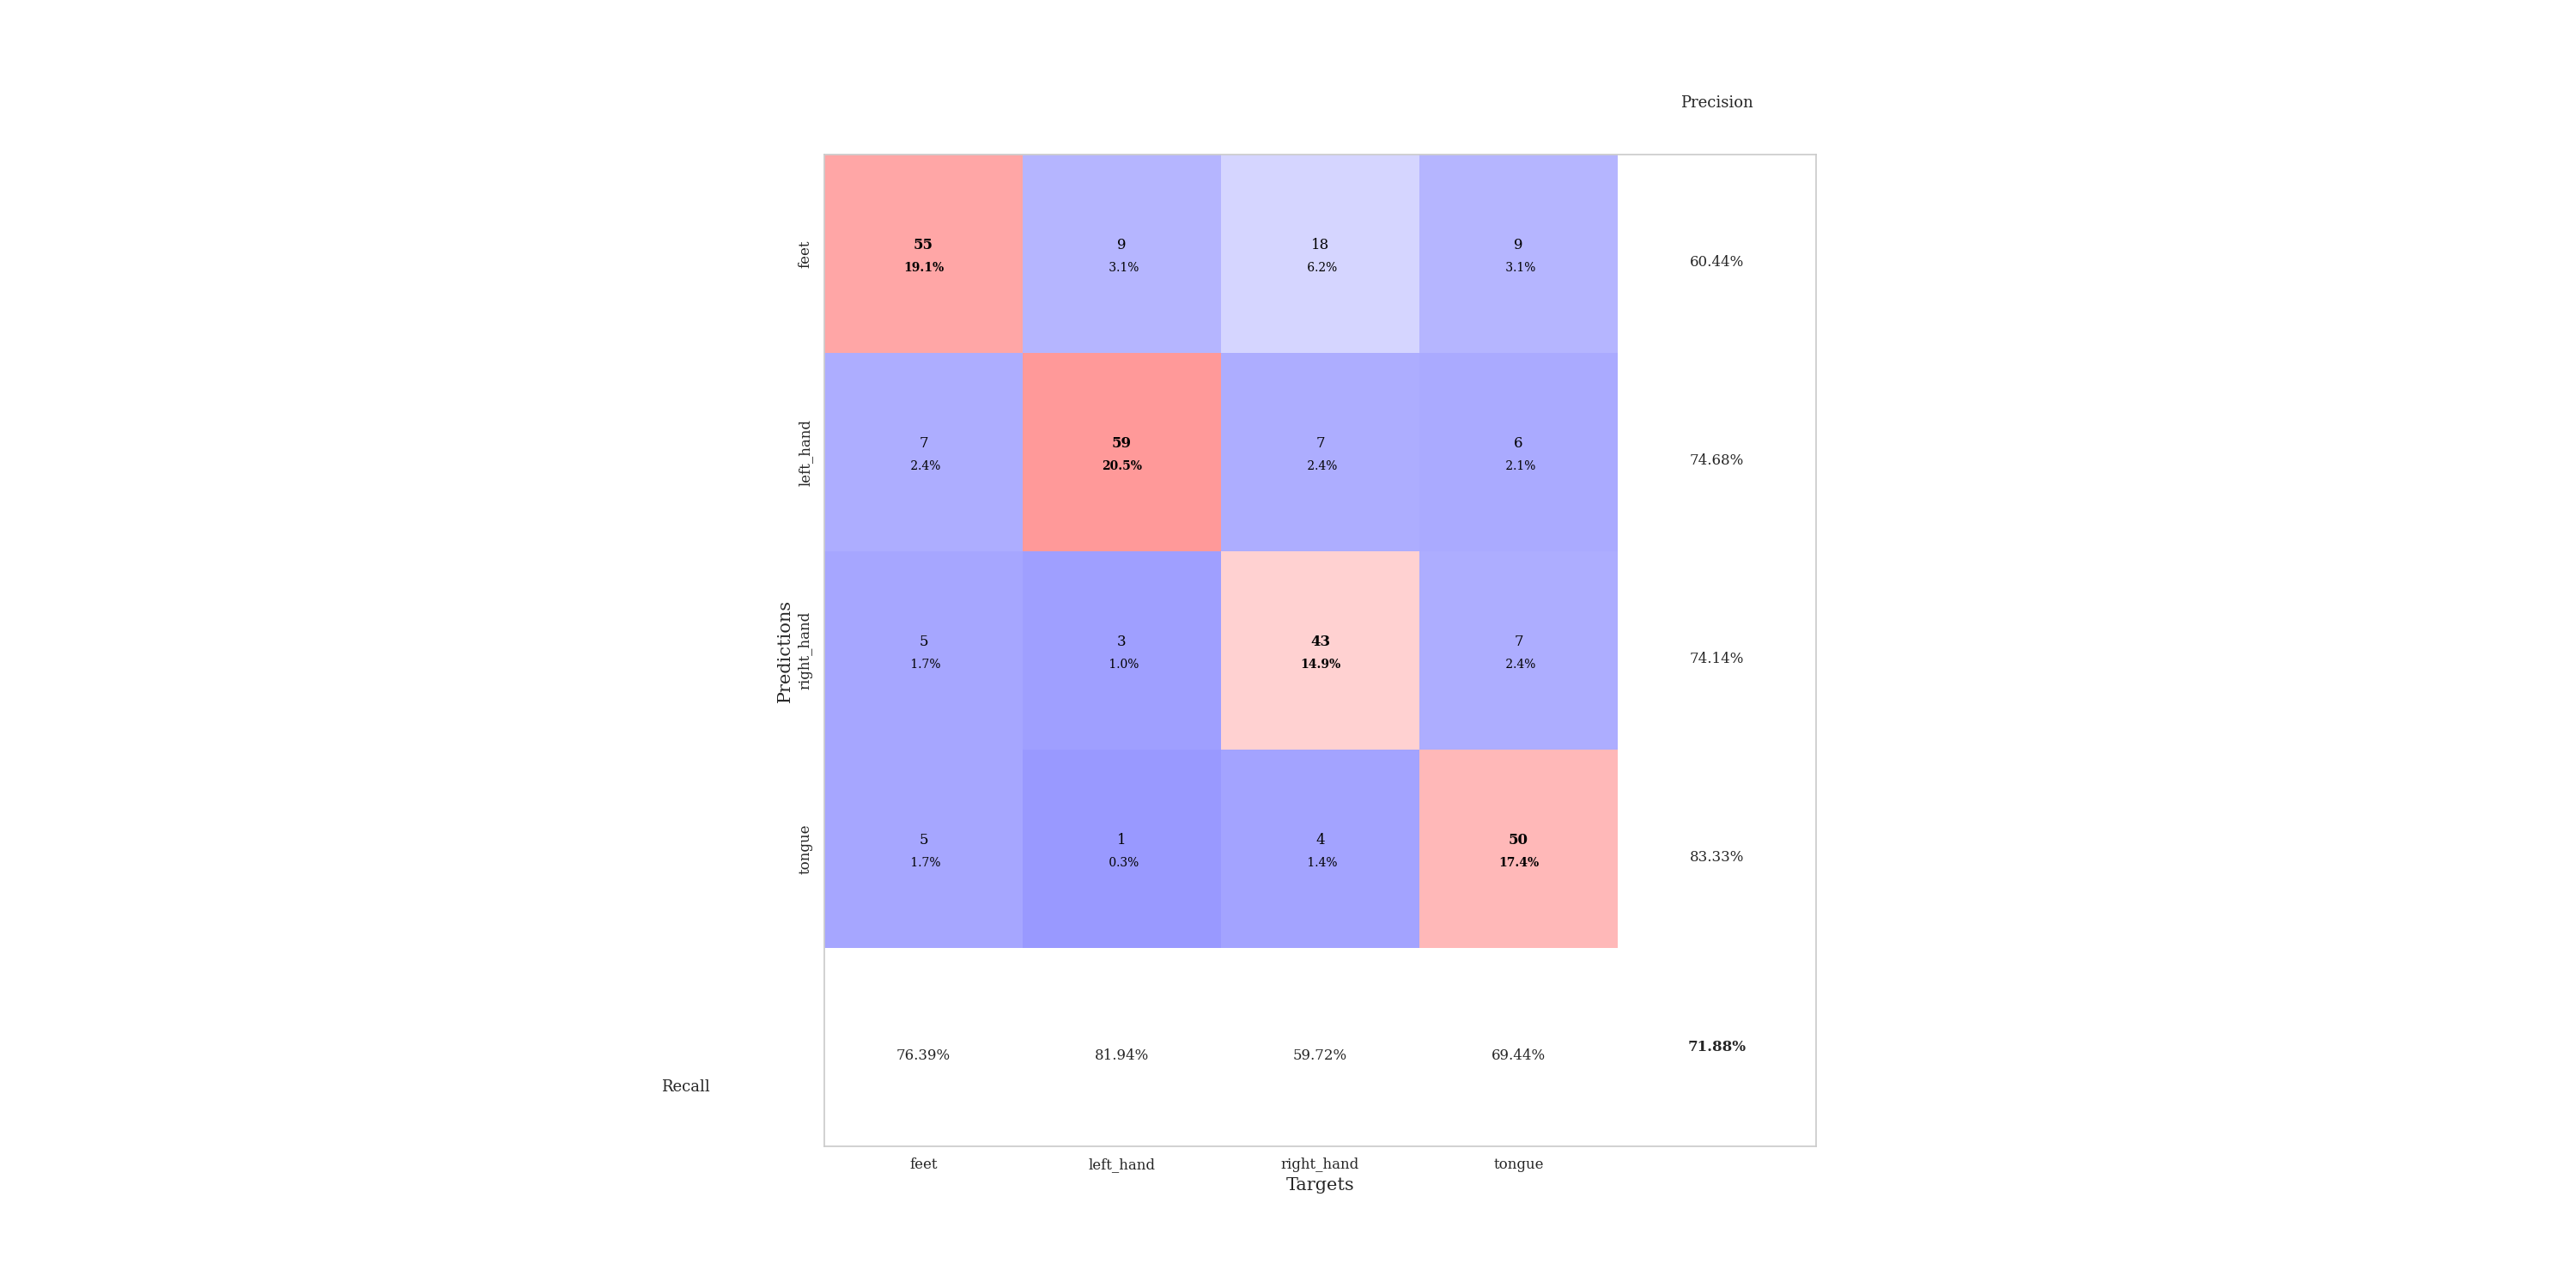 Precision
feet
55 9 18 9
19.1% 3.1% 6.2% 3.1%
60.44%
left_hand
7 59 7 6
2.4% 20.5% 2.4% 2.1%
74.68%
Predictions
right_hand
5 3 43 7
1.7% 1.0% 14.9% 2.4%
74.14%
tongue
5 1 4 50
1.7% 0.3% 1.4% 17.4%
83.33%
76.39% 81.94% 59.72% 69.44% 71.88%
Recall
feet left_hand right_hand tongue
Targets